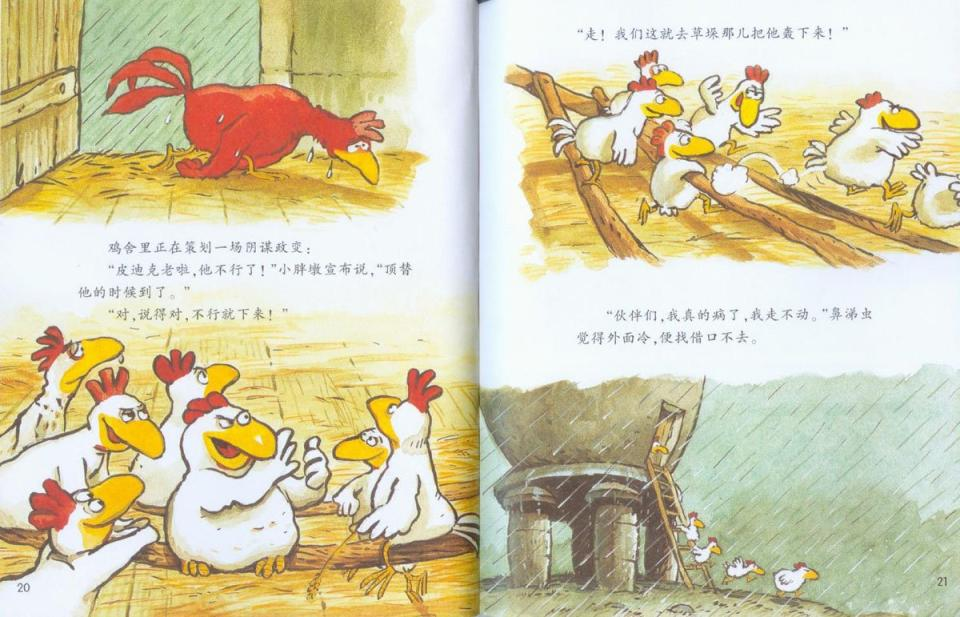 鸡舍里正在策划一场阴谋政变：
“皮迪克老啦，他不行了！”小胖墩宣布说，“顶替
他的时候到了。”
“对，说得对，不行就下来！”
20
“走！我们这就去草垛那儿把他轰下来！”
“伙伴们，我真的病了，我走不动。”鼻涕虫
觉得外面冷，便找借口不去。
21